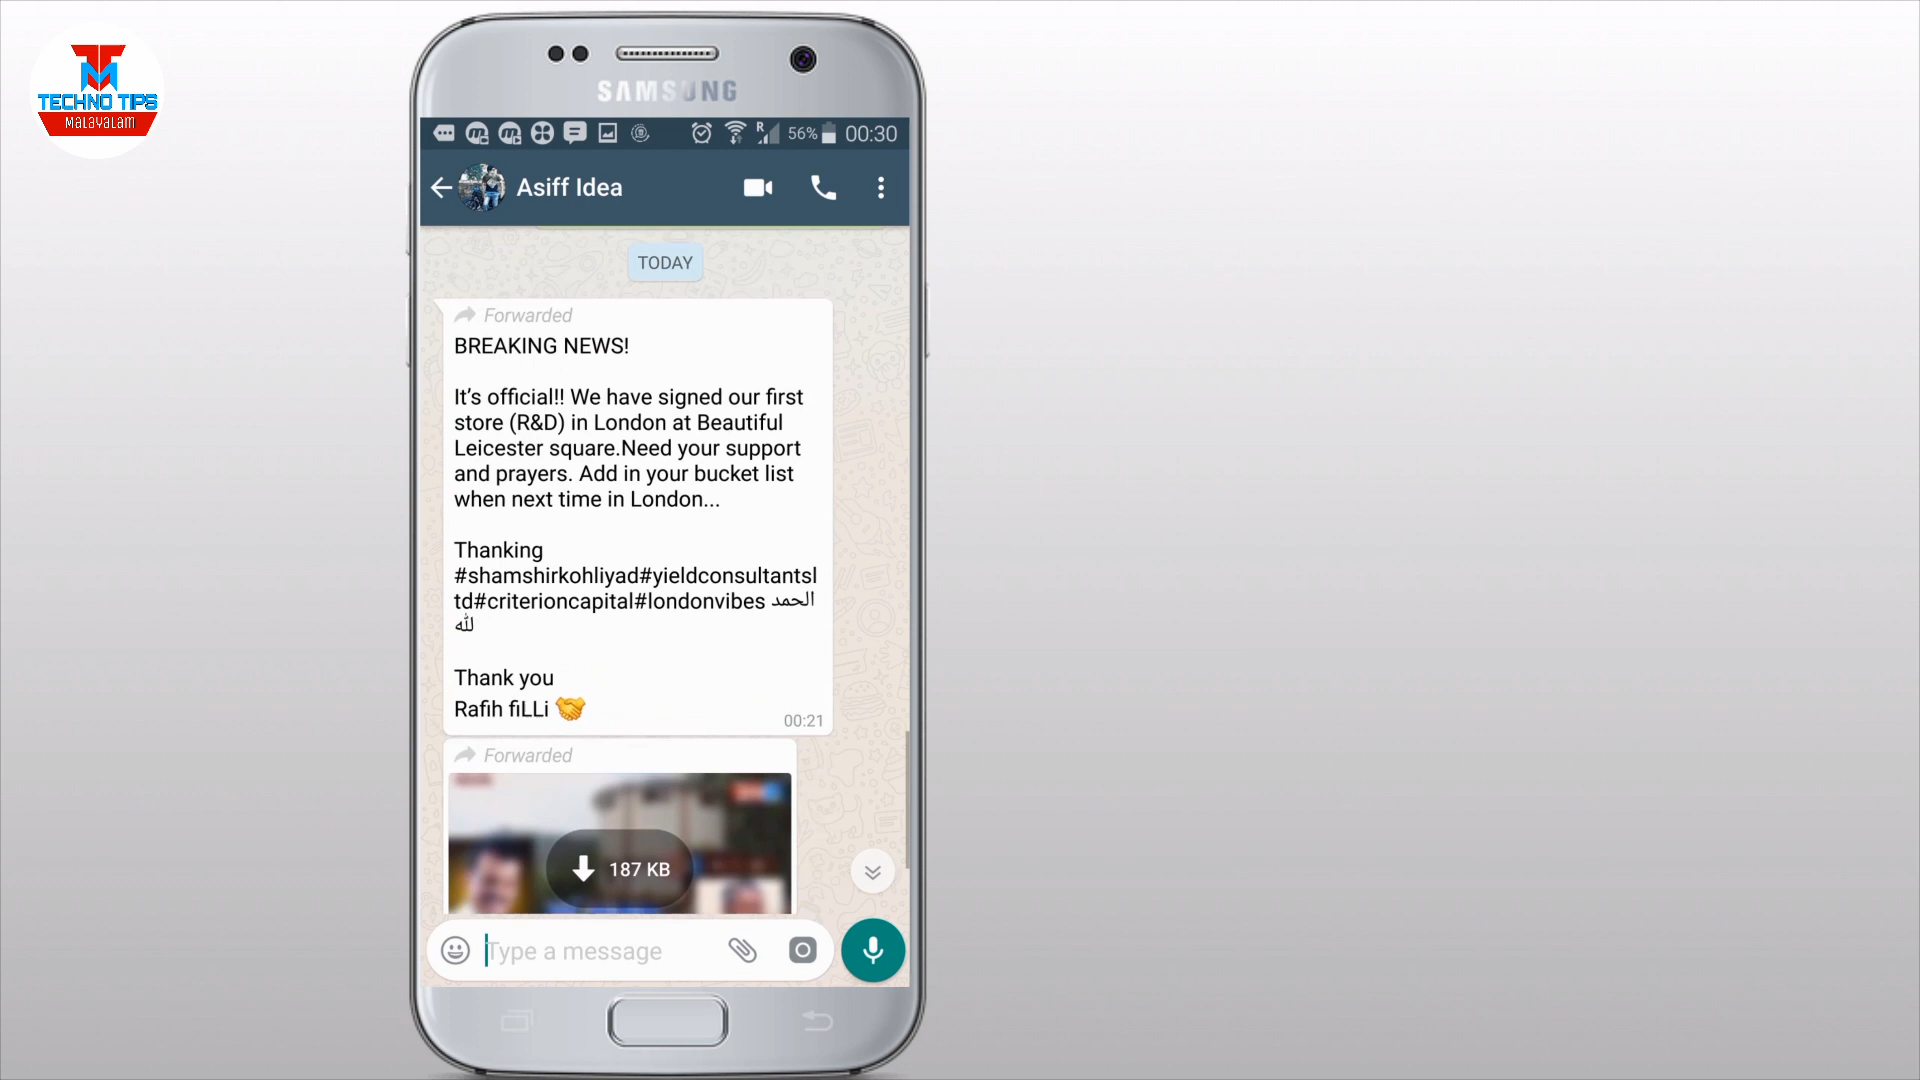 TM
TECHNO TIPS
Malayalam
SAMSUNG
R
56%
00:30
Asiff Idea
TODAY
Forwarded
BREAKING NEWS!
It’s official!! We have signed our first
store (R&D) in London at Beautiful
Leicester square.Need your support
and prayers. Add in your bucket list
when next time in London...
Thanking
#shamshirkohliyad#yieldconsultantsl
td#criterioncapital#londonvibes الحمد
لله
Thank you
Rafih fiLLi 🤝
00:21
Forwarded
187 KB
Type a message